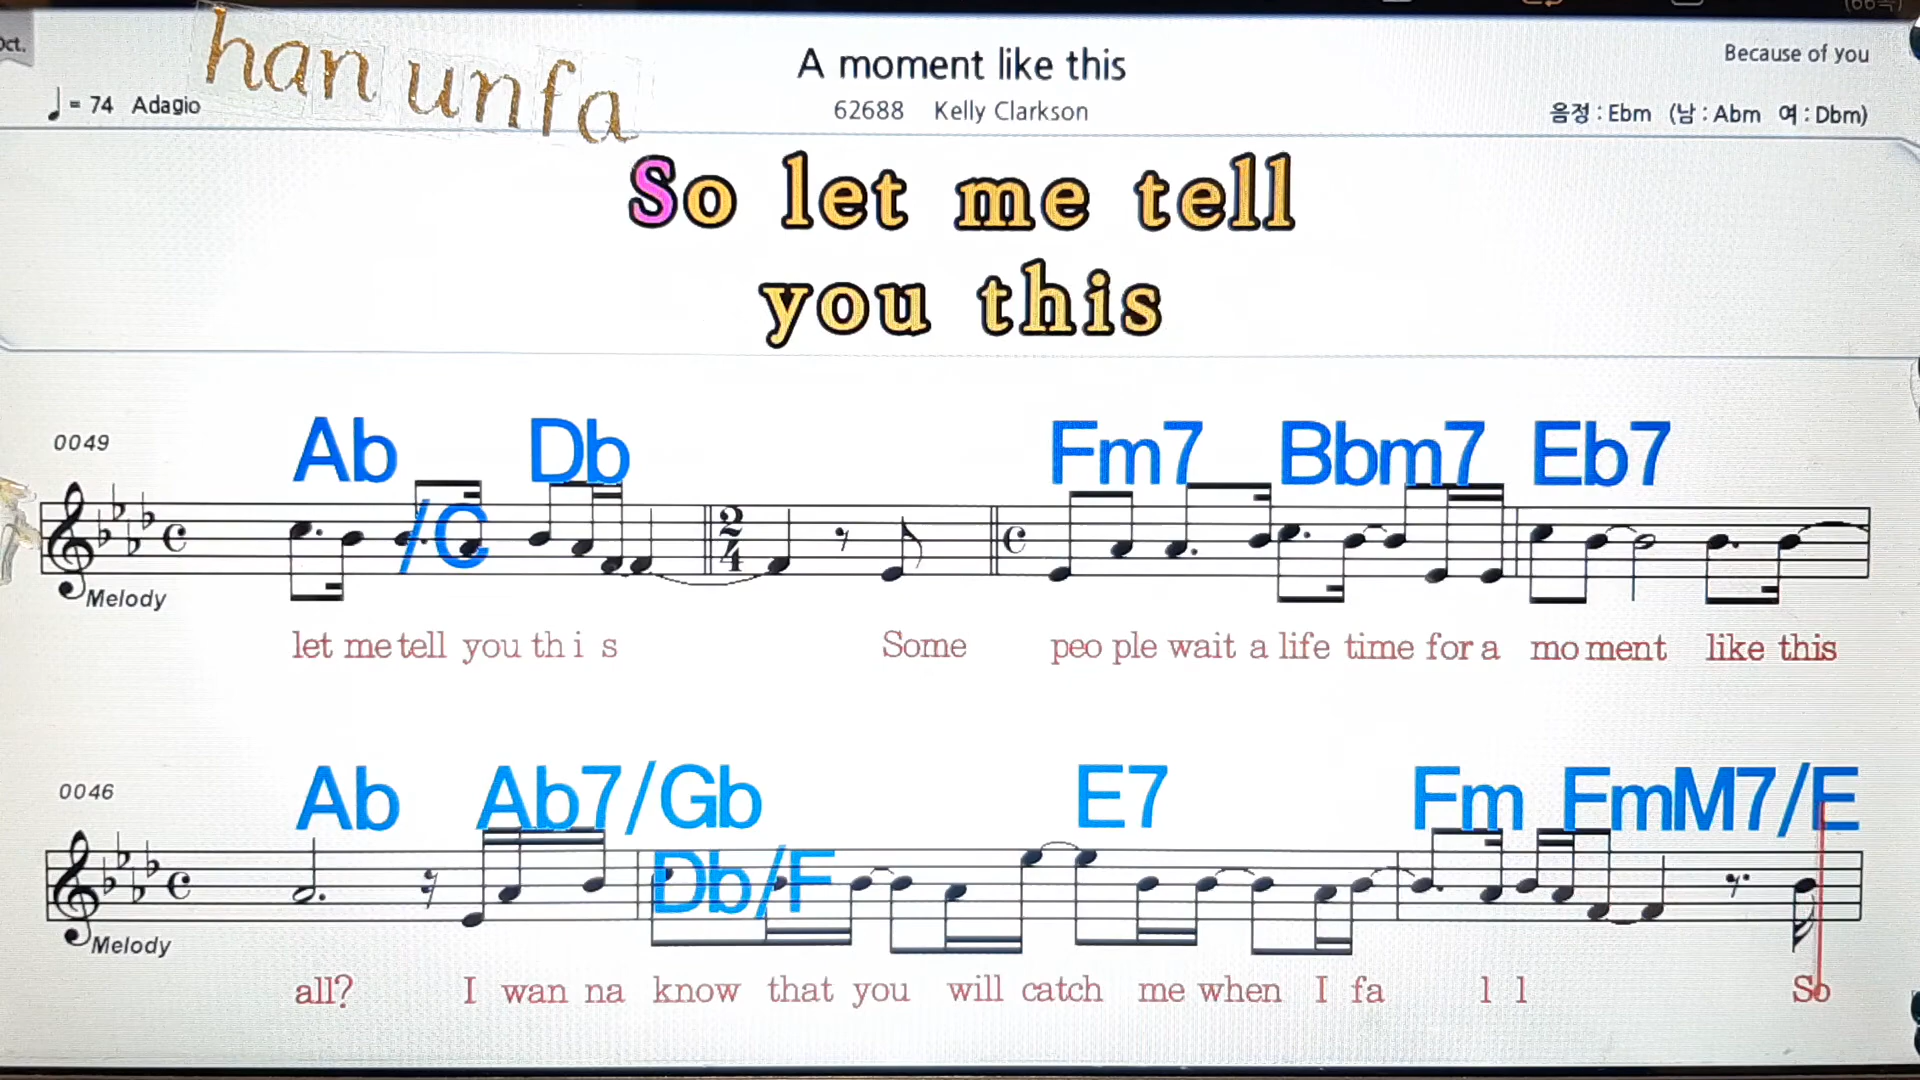 Oct.
han unfa
A moment like this
Because of you
♩ = 74 Adagio
62688 Kelly Clarkson
음정 : Ebm (남 : Abm 여 : Dbm)
So let me tell
you this
0049
Ab /C Db Fm7 Bbm7 Eb7
2
4
Melody
let me tell you th i s Some peo ple wait a life time for a mo ment like this
0046
Ab Ab7/Gb E7 Fm FmM7/E
Db/F
Melody
all? I wan na know that you will catch me when I fa l l So